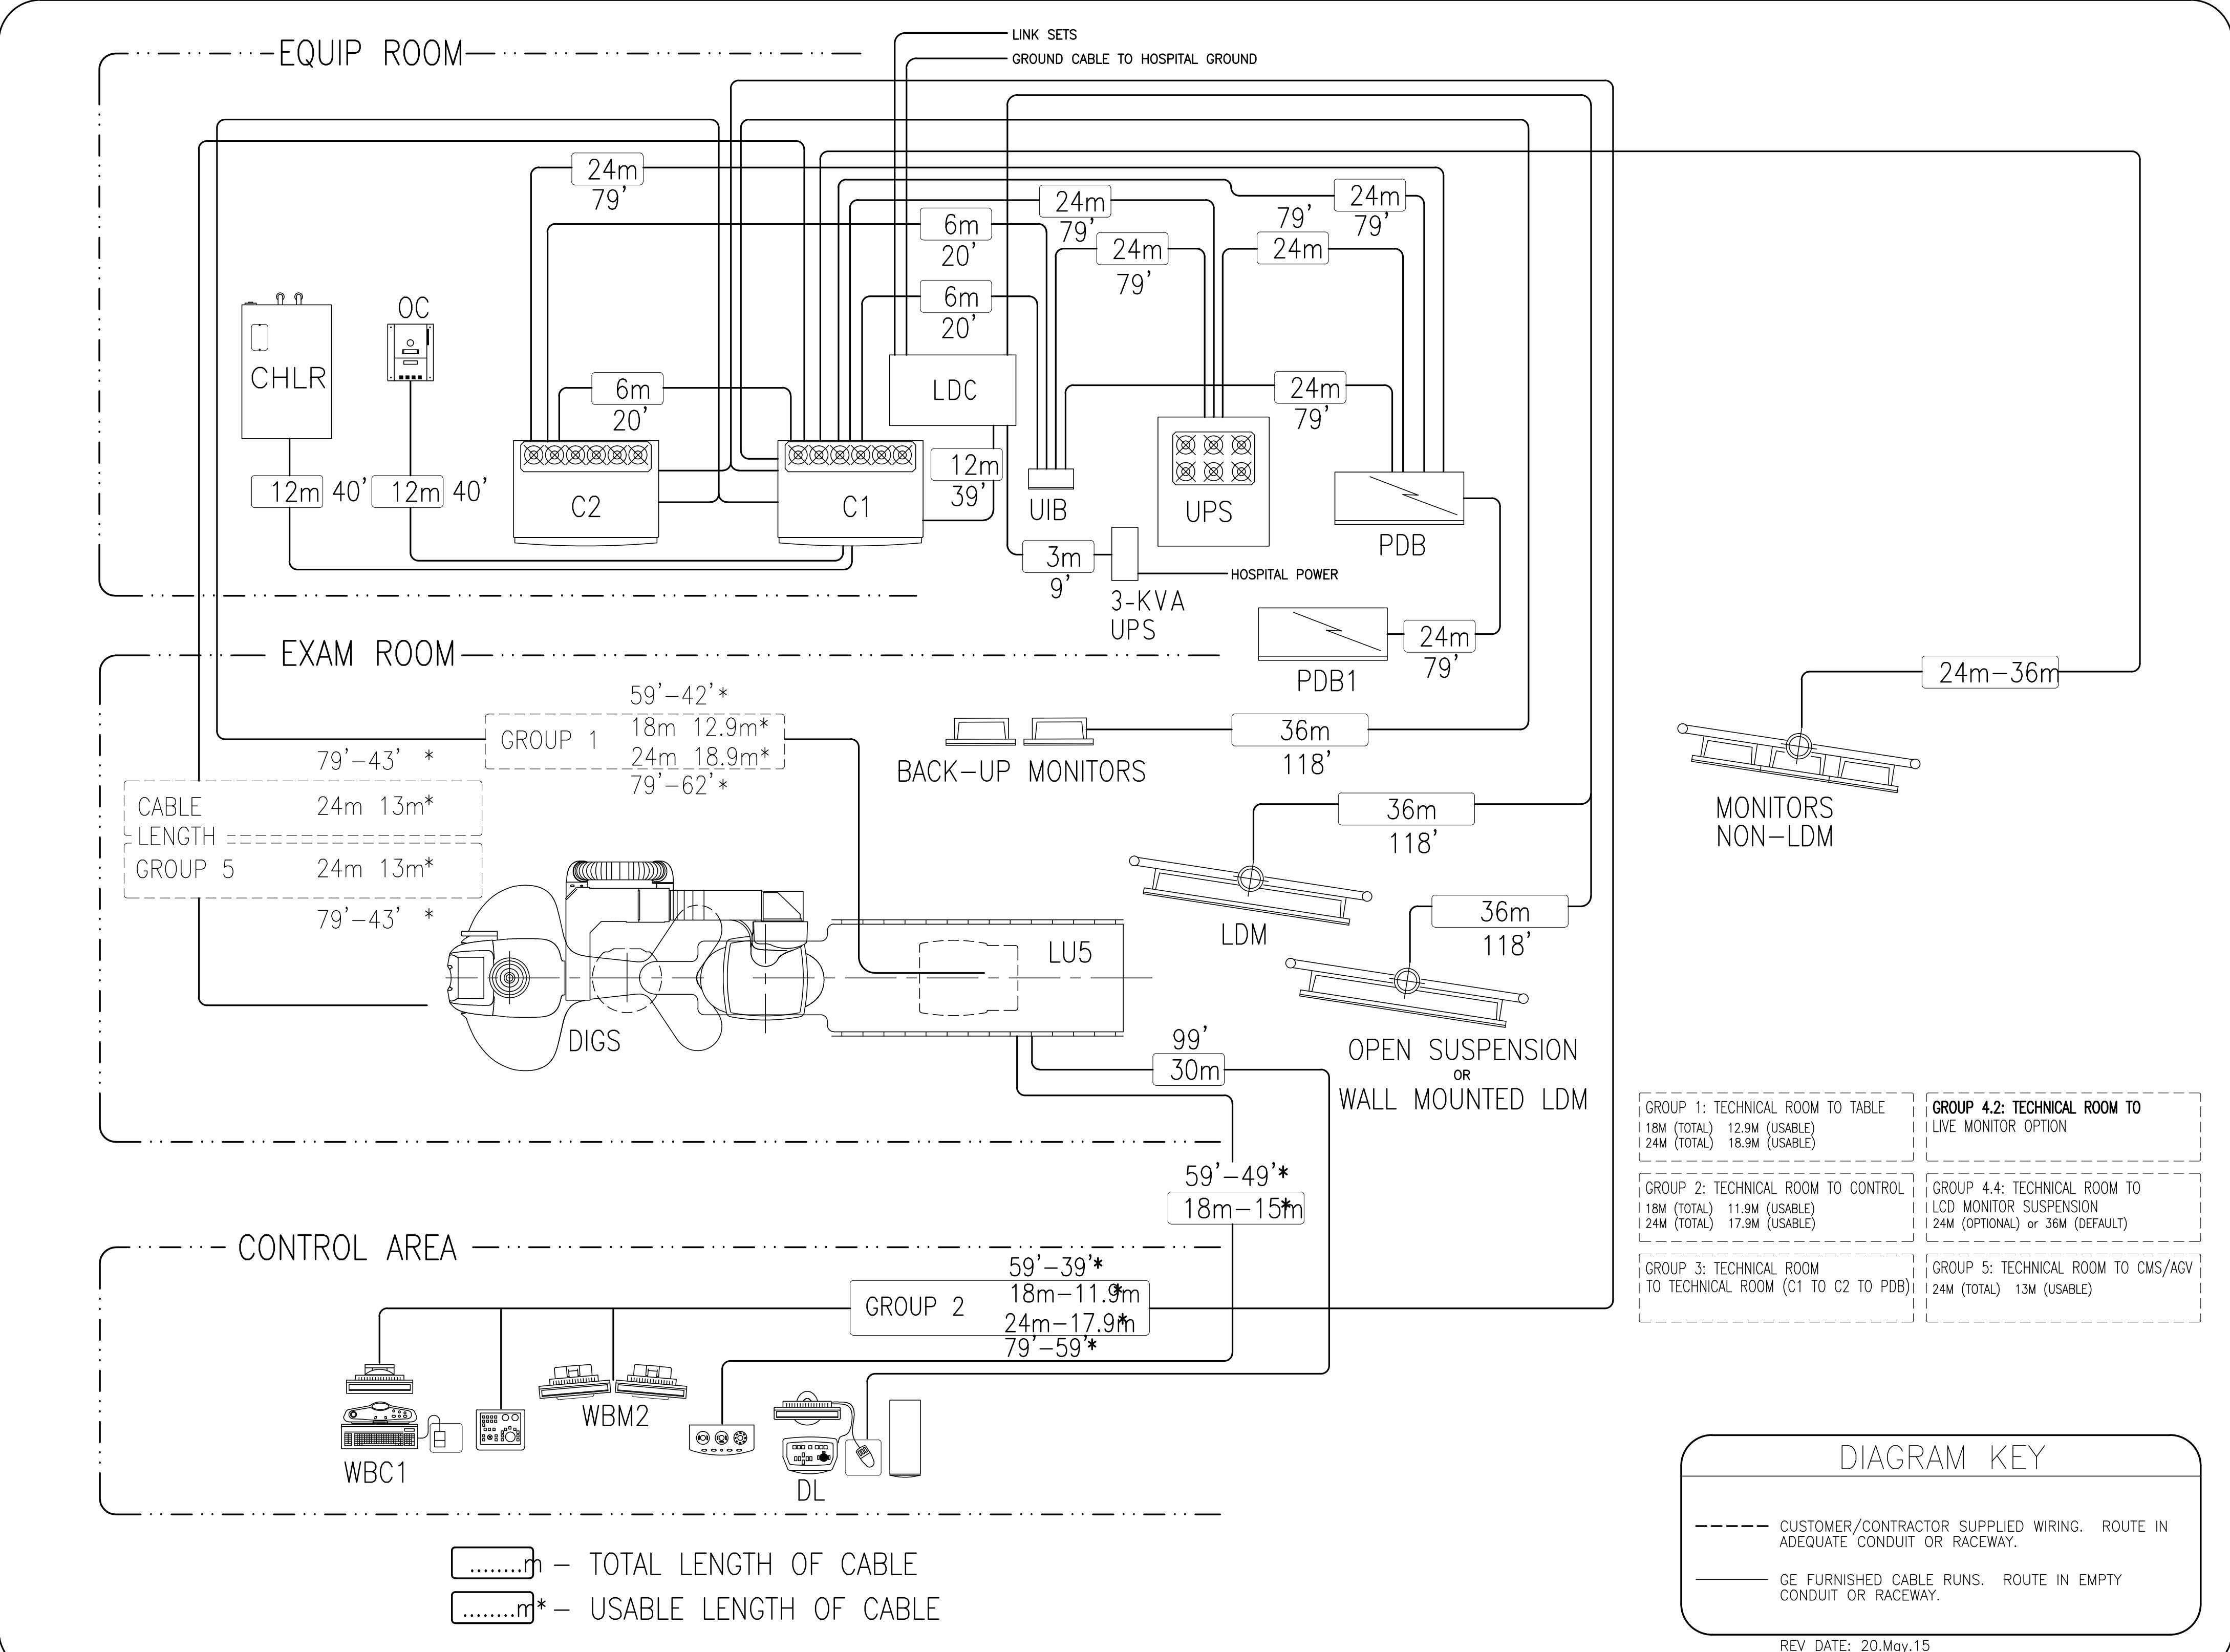 EQUIP ROOM
LINK SETS
GROUND CABLE TO HOSPITAL GROUND
24m
79'
24m
79'
24m
79'
6m
20'
24m
79'
79'
24m
6m
20'
OC
CHLR
LDC
6m
20'
24m
79'
12m 40'
12m 40'
C2
C1
12m
39'
UIB
UPS
PDB
3m
9'
HOSPITAL POWER
3-KVA
UPS
24m
79'
PDB1
EXAM ROOM
24m-36m
59'-42'*
GROUP 1
18m 12.9m*
24m 18.9m*
79'-62'*
36m
118'
BACK-UP MONITORS
79'-43' *
CABLE
LENGTH
24m 13m*
GROUP 5
24m 13m*
79'-43' *
MONITORS
NON-LDM
36m
118'
LDM
36m
118'
LU5
DIGS
OPEN SUSPENSION
OR
WALL MOUNTED LDM
99'
30m
59'-49'*
18m-15m*
GROUP 1: TECHNICAL ROOM TO TABLE
18M (TOTAL) 12.9M (USABLE)
24M (TOTAL) 18.9M (USABLE)
GROUP 4.2: TECHNICAL ROOM TO
LIVE MONITOR OPTION
GROUP 2: TECHNICAL ROOM TO CONTROL
18M (TOTAL) 11.9M (USABLE)
24M (TOTAL) 17.9M (USABLE)
GROUP 4.4: TECHNICAL ROOM TO
LCD MONITOR SUSPENSION
24M (OPTIONAL) or 36M (DEFAULT)
GROUP 3: TECHNICAL ROOM
TO TECHNICAL ROOM (C1 TO C2 TO PDB)
GROUP 5: TECHNICAL ROOM TO CMS/AGV
24M (TOTAL) 13M (USABLE)
CONTROL AREA
59'-39'*
GROUP 2
18m-11.9m*
24m-17.9m*
79'-59'*
WBC1
WBM2
DL
........m - TOTAL LENGTH OF CABLE
........m* - USABLE LENGTH OF CABLE
DIAGRAM KEY
CUSTOMER/CONTRACTOR SUPPLIED WIRING. ROUTE IN
ADEQUATE CONDUIT OR RACEWAY.
GE FURNISHED CABLE RUNS. ROUTE IN EMPTY
CONDUIT OR RACEWAY.
REV DATE: 20.May.15